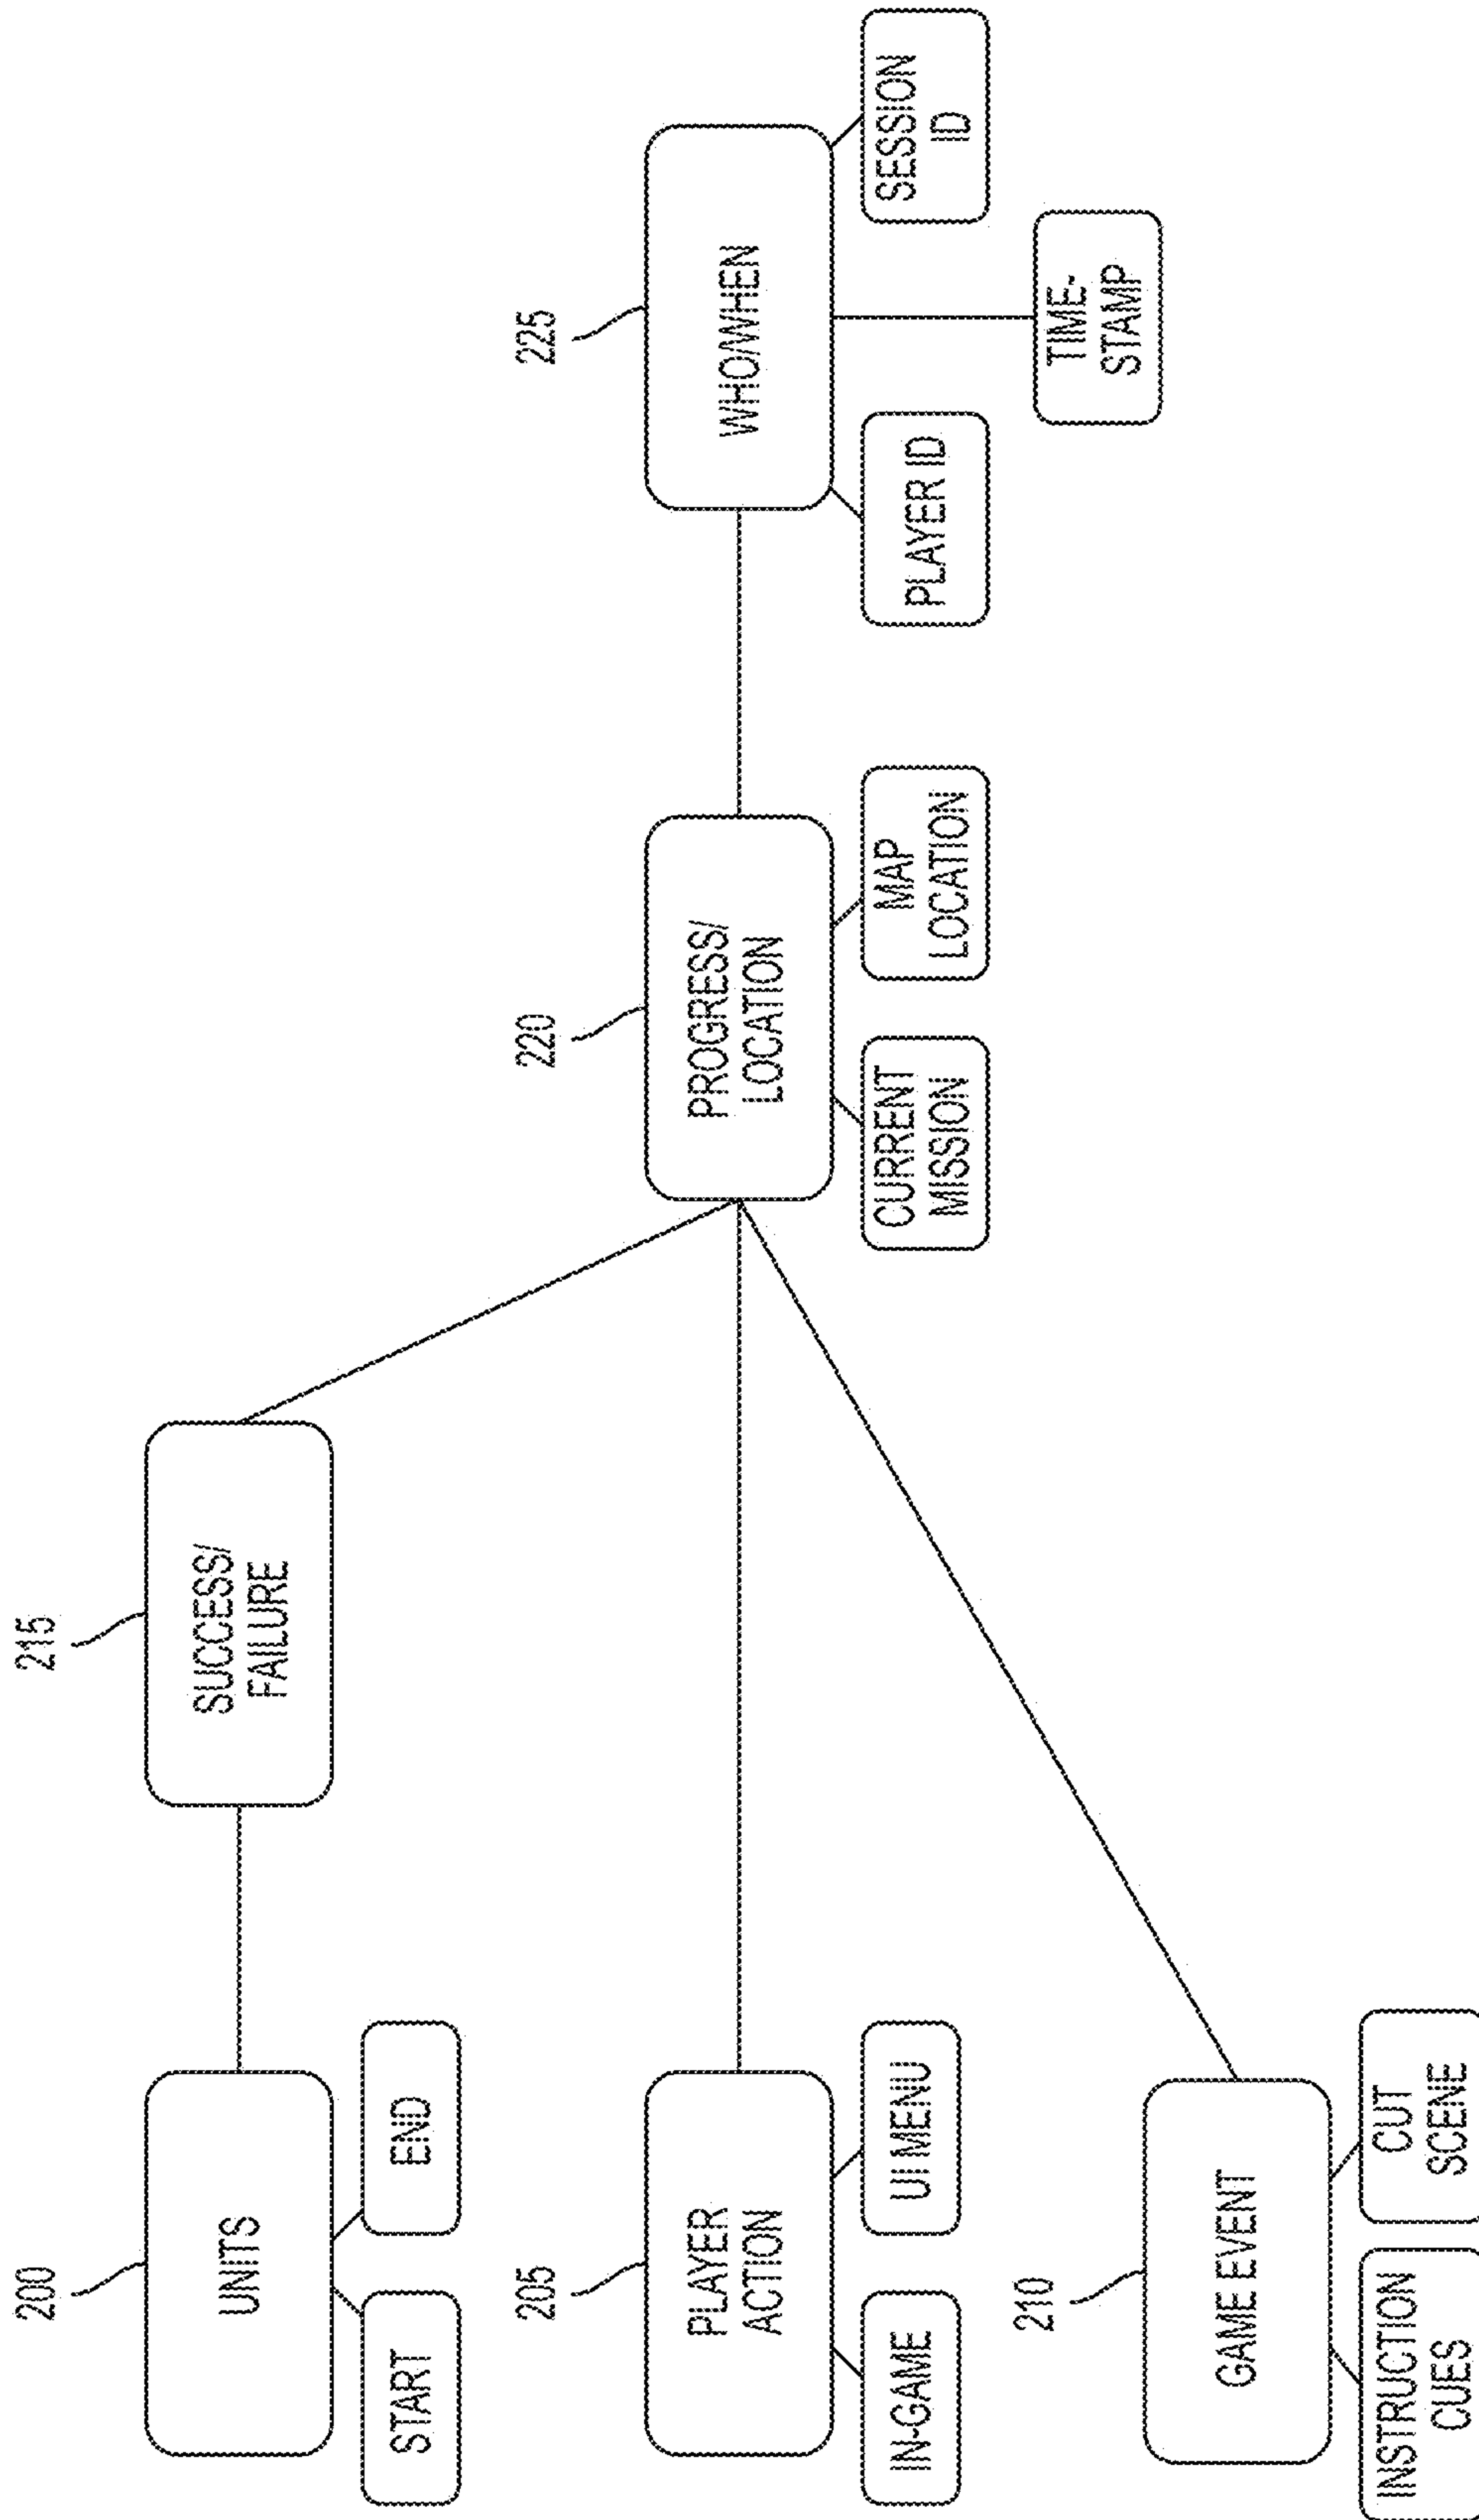 200
UNITS
START
END
215
SUCCESS/
FAILURE
205
PLAYER
ACTION
IN-GAME
UI MENU
220
PROGRESS/
LOCATION
CURRENT
MISSION
MAP
LOCATION
225
WHO/WHEN
PLAYER ID
TIME-
STAMP
SESSION
ID
210
GAME EVENT
INSTRUCTION
CUES
CUT
SCENE